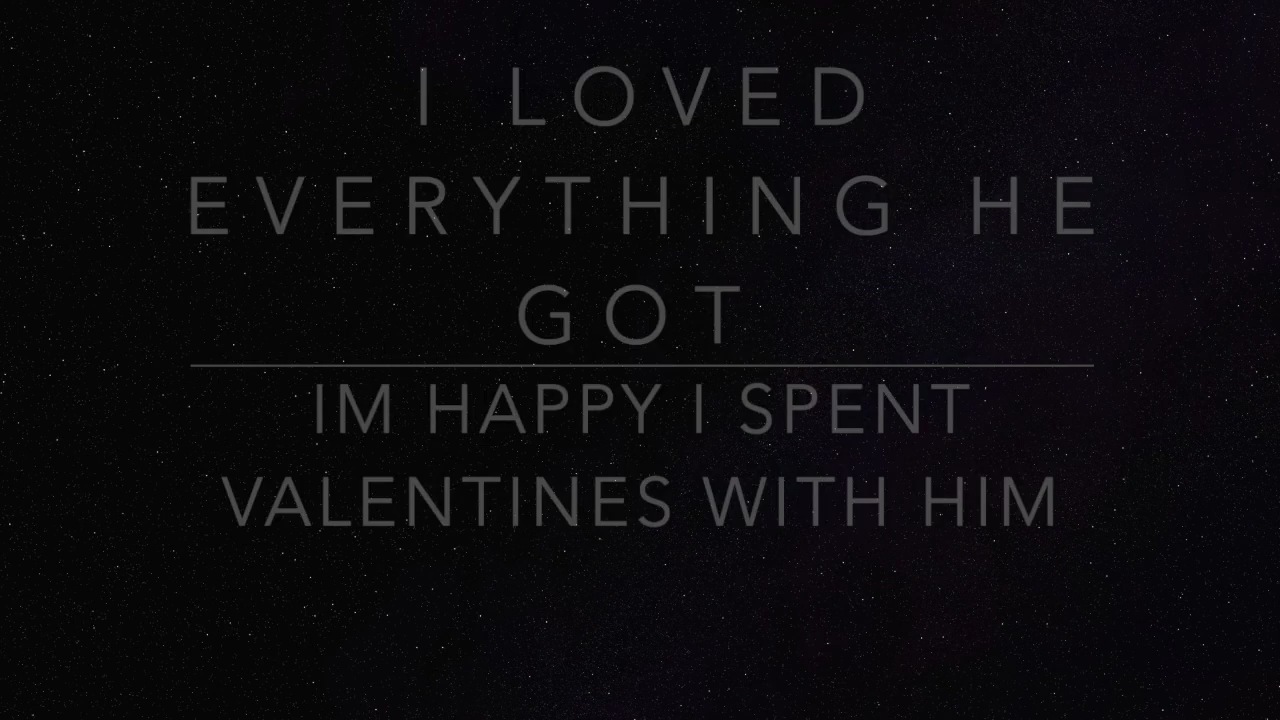 I LOVED
EVERYTHING HE
GOT
IM HAPPY I SPENT
VALENTINES WITH HIM